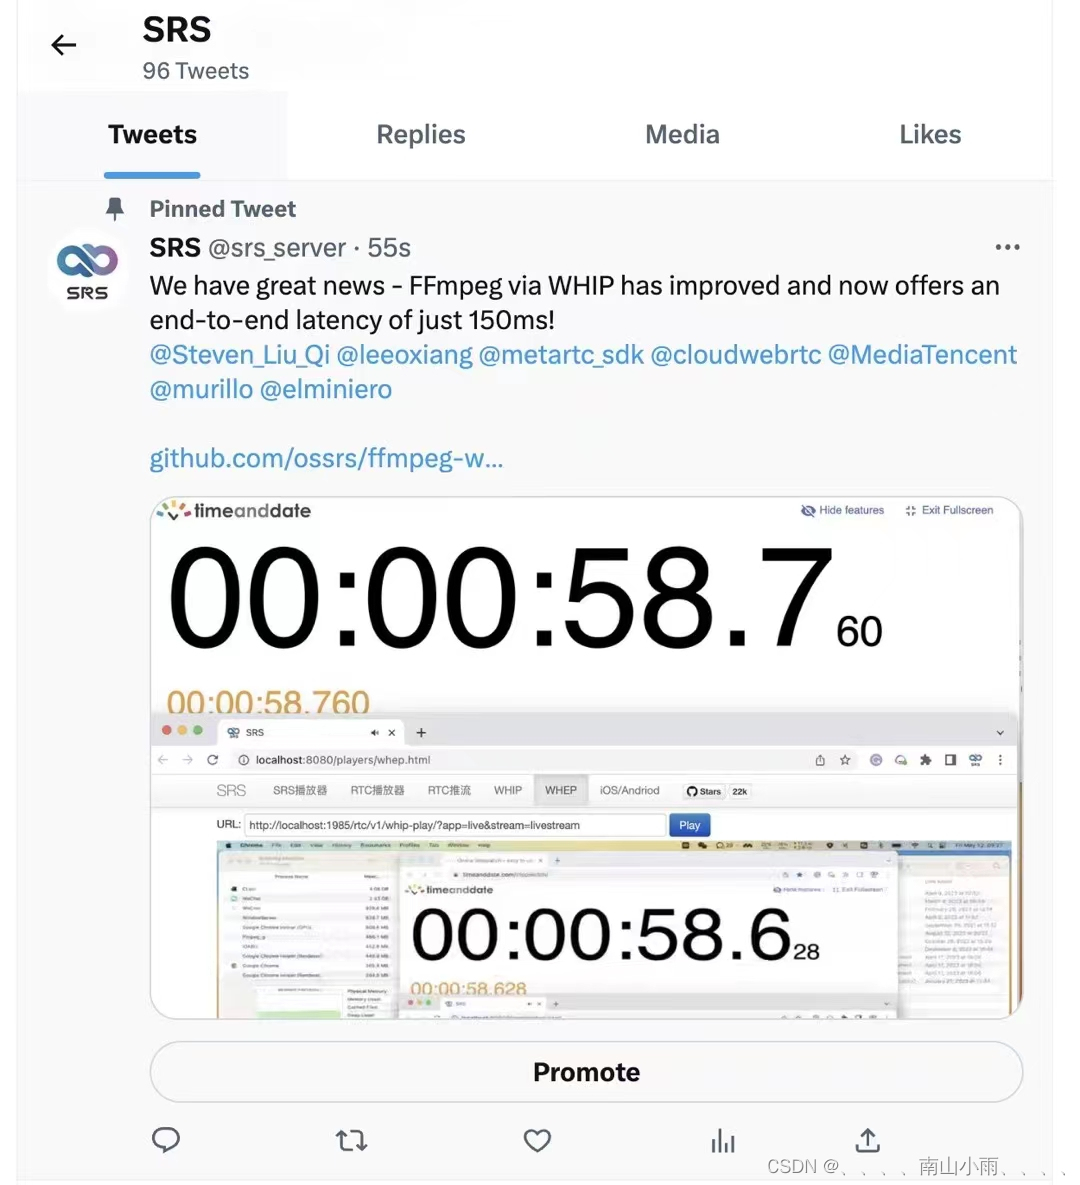 SRS
96 Tweets
Tweets Replies Media Likes
Pinned Tweet
SRS @srs_server · 55s
We have great news - FFmpeg via WHIP has improved and now offers an
end-to-end latency of just 150ms!
@Steven_Liu_Qi @leeoxiang @metartc_sdk @cloudwebrtc @MediaTencent
@murillo @elminiero
github.com/ossrs/ffmpeg-w...
SRS
timeanddate Hide features Exit Fullscreen
00:00:58.760
00:00:58.760
SRS
localhost:8080/players/whep.html
SRS SRS播放器 RTC播放器 RTC推流 WHIP WHEP iOS/Andriod Stars 22k
URL: http://localhost:1985/rtc/v1/whip-play/?app=live&stream=livestream Play
timeanddate Hide features Exit Fullscreen
00:00:58.628
00:00:58.628
Promote
CSDN @、、、、南山小雨、、、、